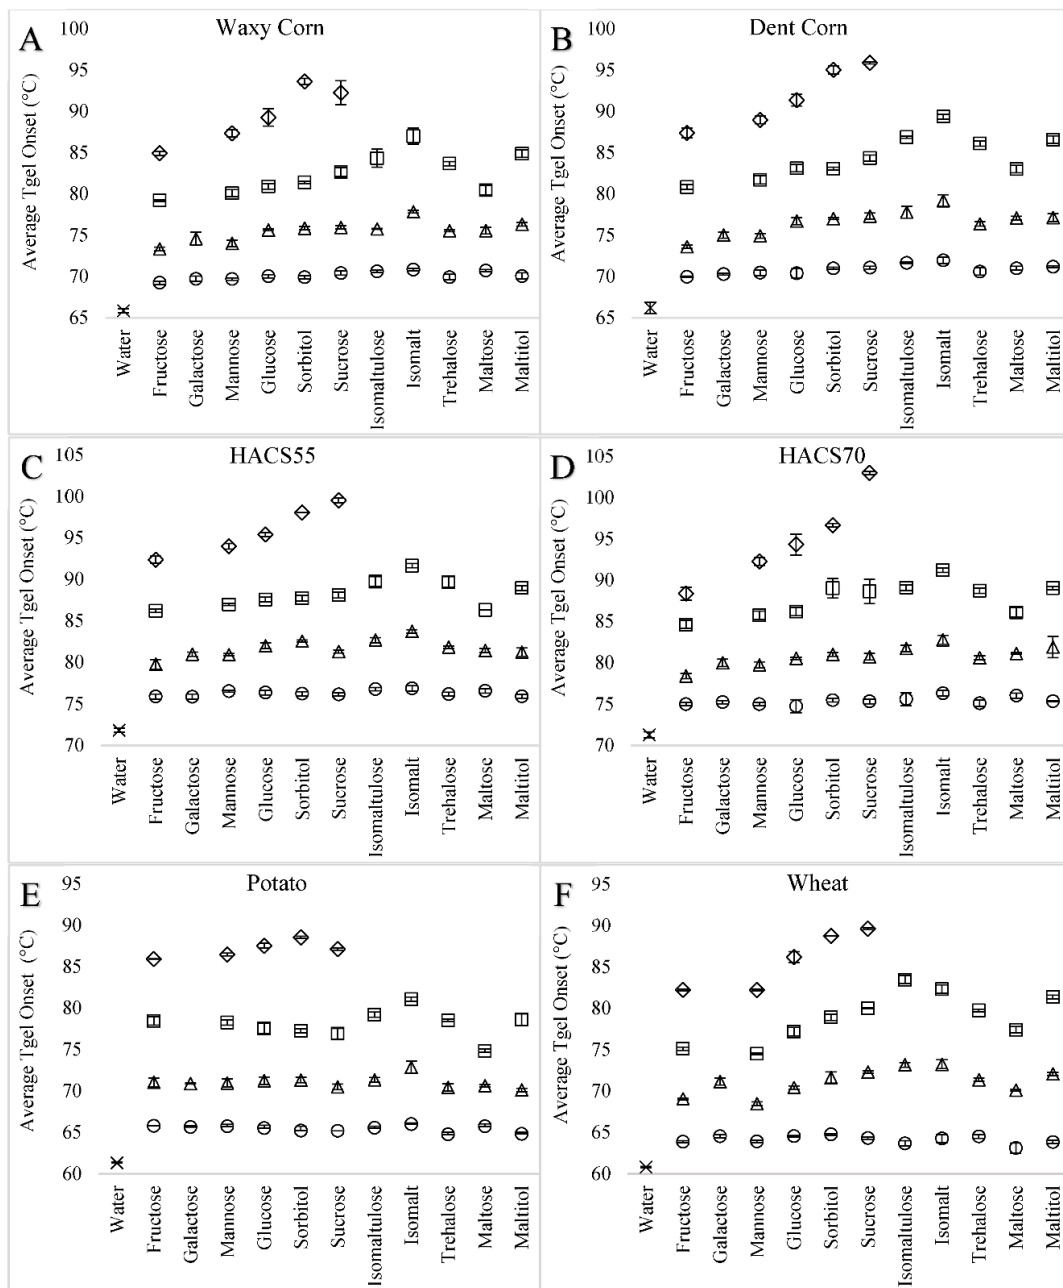 A
Waxy Corn
Average Tgel Onset (°C)
100
95
90
85
80
75
70
65
Water
Fructose
Galactose
Mannose
Glucose
Sorbitol
Sucrose
Isomaltulose
Isomalt
Trehalose
Maltose
Maltitol
B
Dent Corn
Average Tgel Onset (°C)
100
95
90
85
80
75
70
65
Water
Fructose
Galactose
Mannose
Glucose
Sorbitol
Sucrose
Isomaltulose
Isomalt
Trehalose
Maltose
Maltitol
C
HACS55
Average Tgel Onset (°C)
105
100
95
90
85
80
75
70
Water
Fructose
Galactose
Mannose
Glucose
Sorbitol
Sucrose
Isomaltulose
Isomalt
Trehalose
Maltose
Maltitol
D
HACS70
Average Tgel Onset (°C)
105
100
95
90
85
80
75
70
Water
Fructose
Galactose
Mannose
Glucose
Sorbitol
Sucrose
Isomaltulose
Isomalt
Trehalose
Maltose
Maltitol
E
Potato
Average Tgel Onset (°C)
95
90
85
80
75
70
65
60
Water
Fructose
Galactose
Mannose
Glucose
Sorbitol
Sucrose
Isomaltulose
Isomalt
Trehalose
Maltose
Maltitol
F
Wheat
Average Tgel Onset (°C)
95
90
85
80
75
70
65
60
Water
Fructose
Galactose
Mannose
Glucose
Sorbitol
Sucrose
Isomaltulose
Isomalt
Trehalose
Maltose
Maltitol